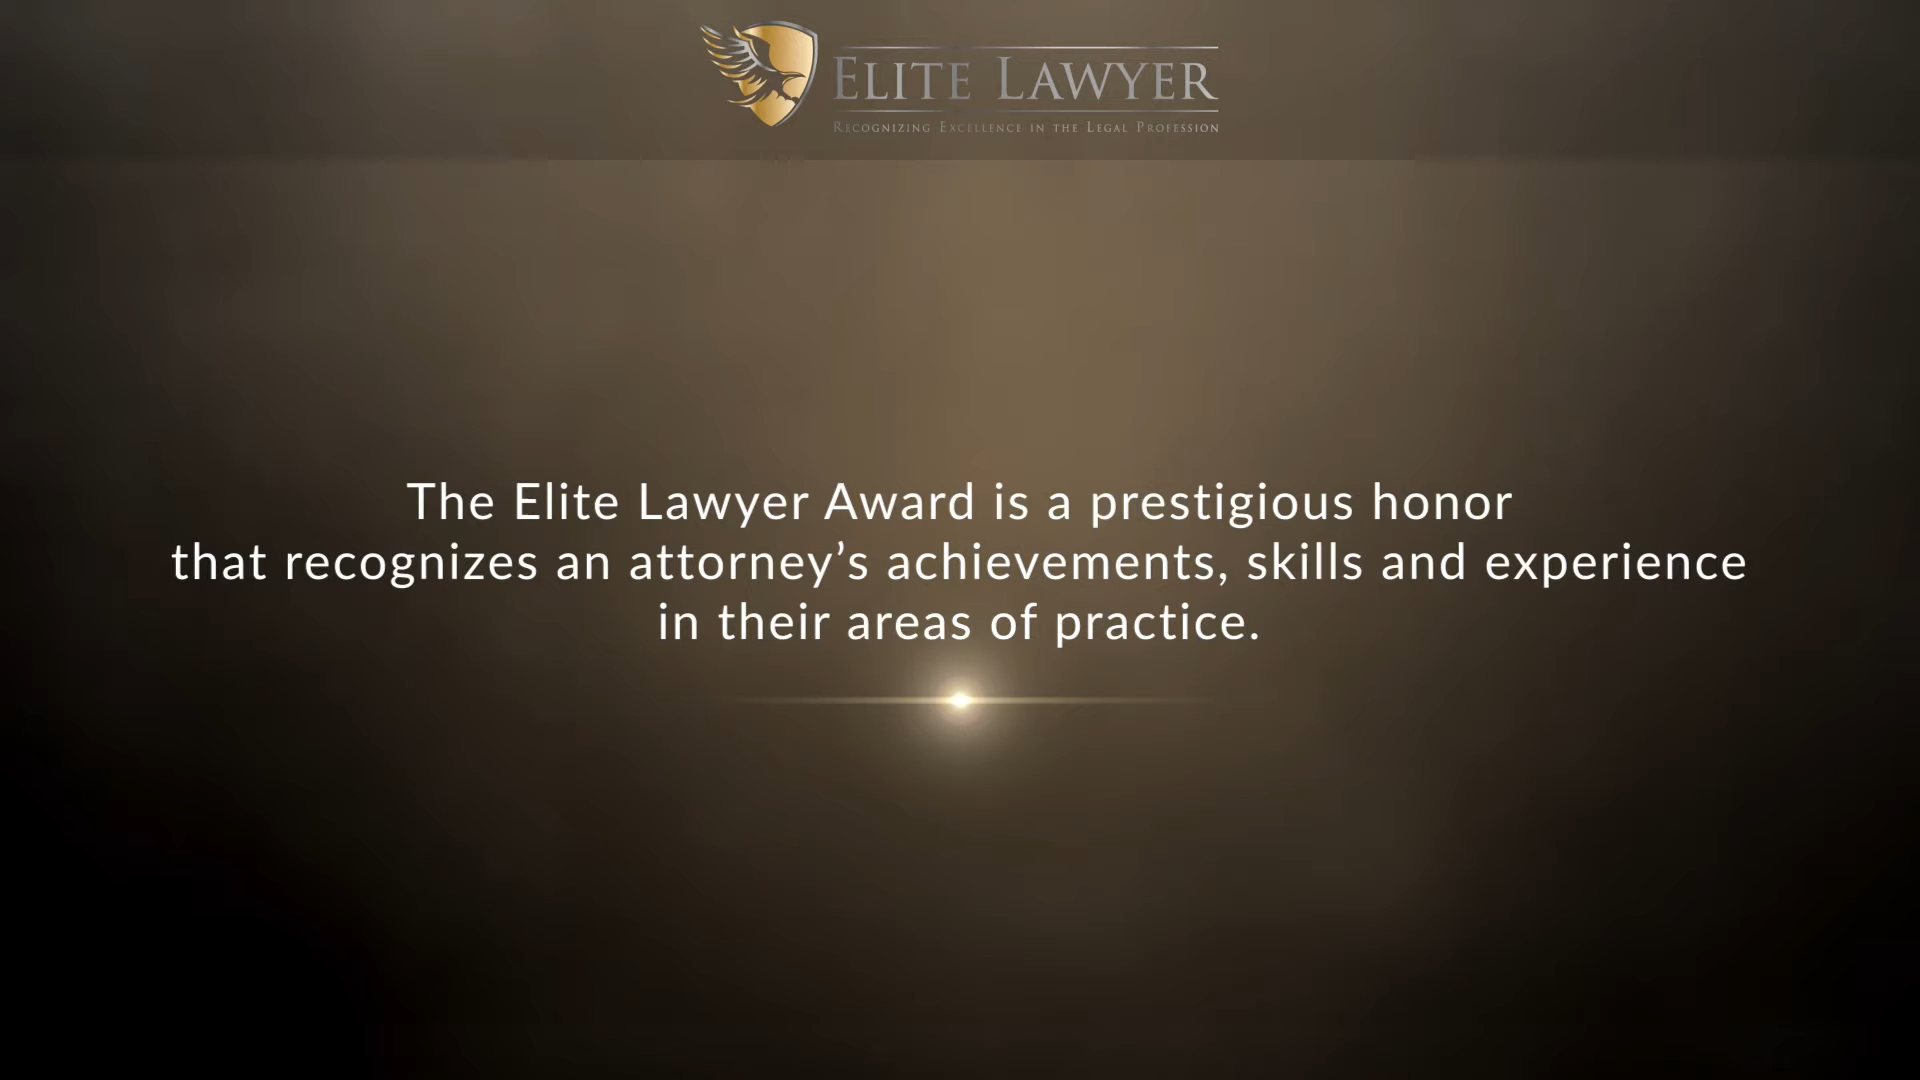 ELITE LAWYER
RECOGNIZING EXCELLENCE IN THE LEGAL PROFESSION
The Elite Lawyer Award is a prestigious honor
that recognizes an attorney’s achievements, skills and experience
in their areas of practice.